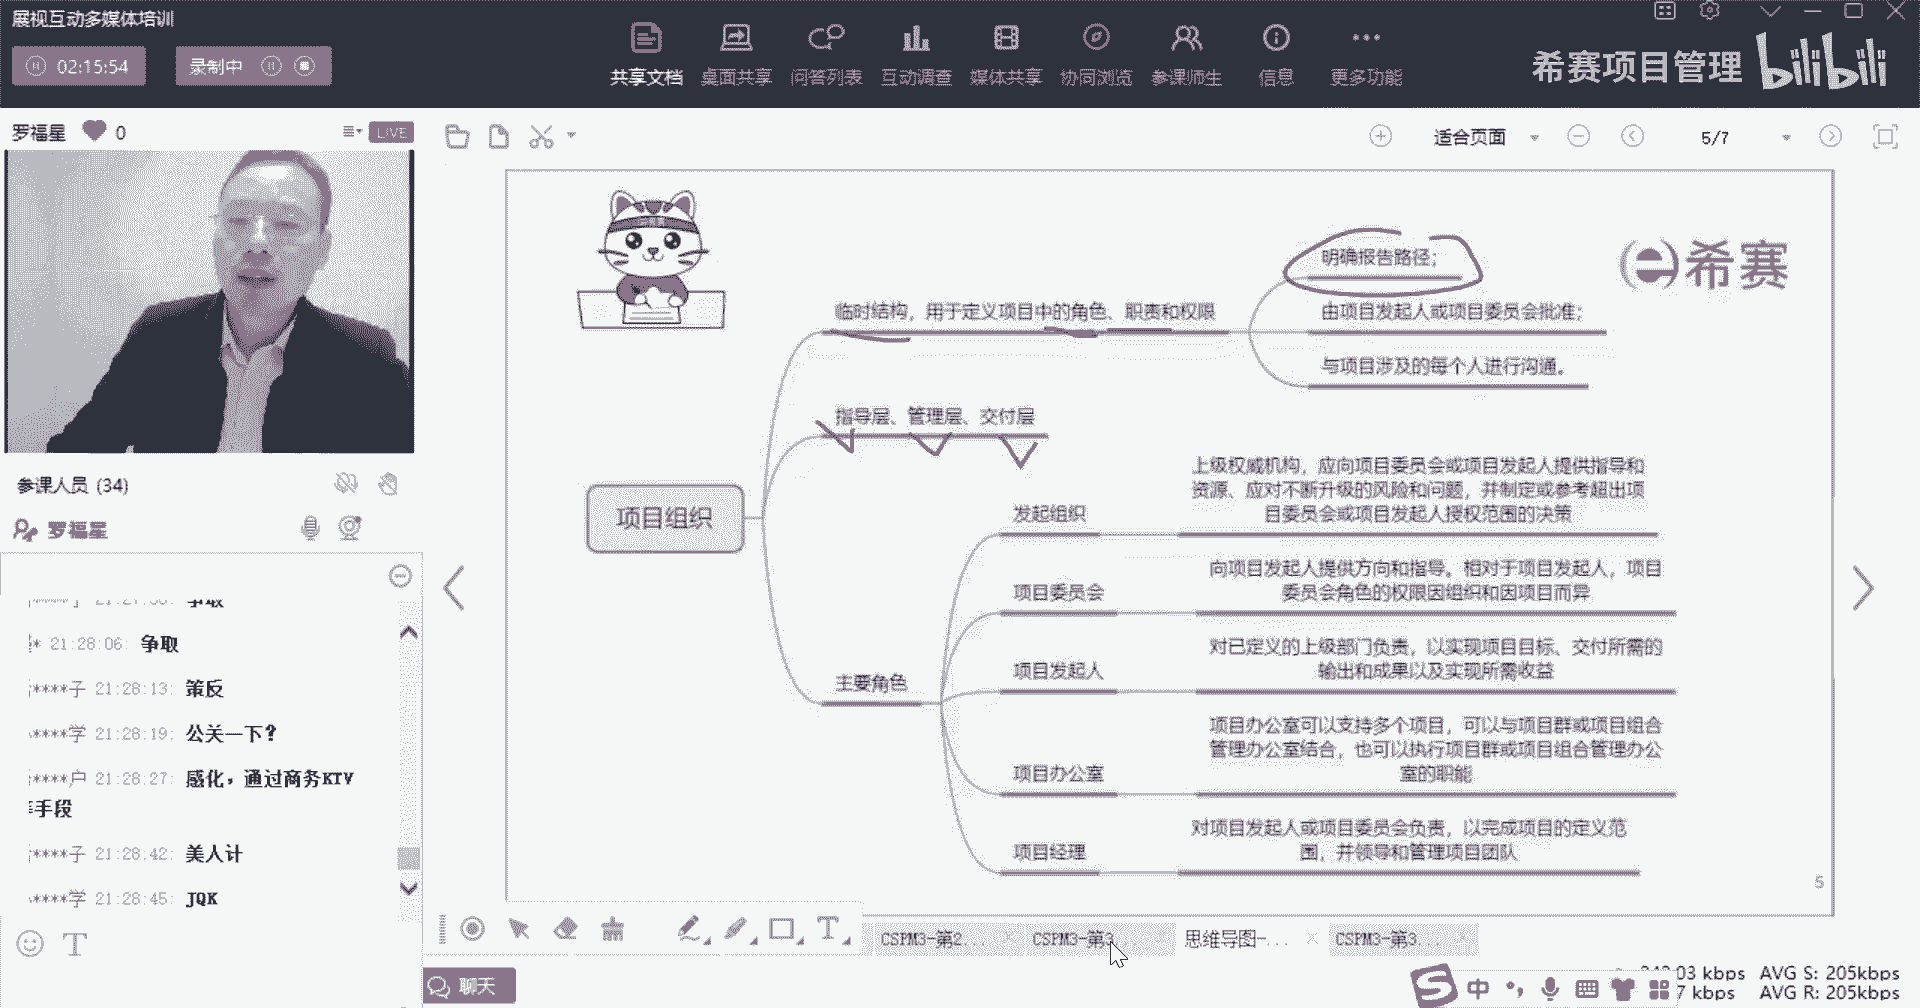 展视互动多媒体培训
02:15:54
录制中
共享文档
桌面共享
问答列表
互动调查
媒体共享
协同浏览
参课师生
信息
更多功能
希赛项目管理
bilibili
罗福星
0
LIVE
适合页面
5/7
参课人员 (34)
罗福星
争取
* 21:28:06: 争取
****子 21:28:13: 策反
****学 21:28:19: 公关一下?
****户 21:28:27: 感化，通过商务KTV
手段
****子 21:28:42: 美人计
****学 21:28:45: JQK
希赛
项目组织
临时结构，用于定义项目中的角色、职责和权限
明确报告路径；
由项目发起人或项目委员会批准；
与项目涉及的每个人进行沟通。
指导层、管理层、交付层
主要角色
发起组织
上级权威机构，应向项目委员会或项目发起人提供指导和
资源、应对不断升级的风险和问题，并制定或参考超出项
目委员会或项目发起人授权范围的决策
项目委员会
向项目发起人提供方向和指导。相对于项目发起人，项目
委员会角色的权限因组织和因项目而异
项目发起人
对已定义的上级部门负责，以实现项目目标、交付所需的
输出和成果以及实现所需收益
项目办公室
项目办公室可以支持多个项目，可以与项目群或项目组合
管理办公室结合，也可以执行项目群或项目组合管理办公
室的职能
项目经理
对项目发起人或项目委员会负责，以完成项目的定义范
围，并领导和管理项目团队
5
CSPM3-第2...
CSPM3-第3...
思维导图-...
CSPM3-第3...
聊天
中
03 kbps AVG S: 205kbps
7 kbps AVG R: 205kbps